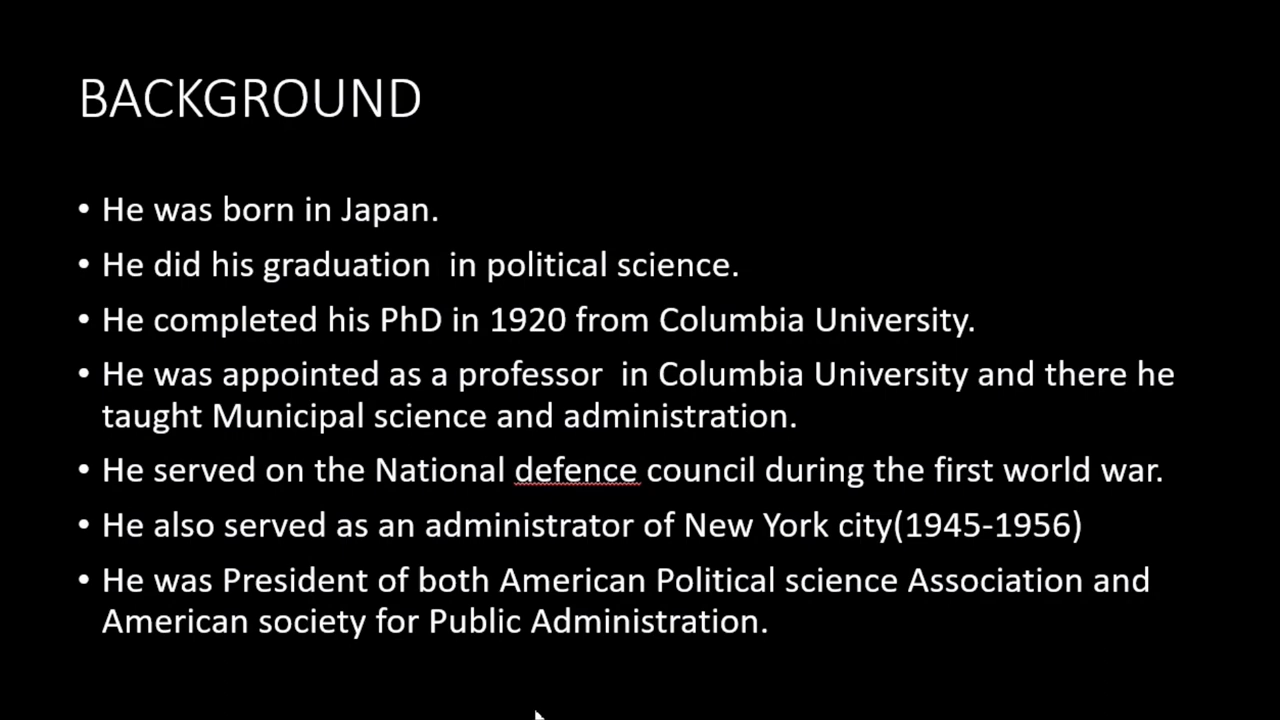 BACKGROUND
• He was born in Japan.
• He did his graduation  in political science.
• He completed his PhD in 1920 from Columbia University.
• He was appointed as a professor  in Columbia University and there he
taught Municipal science and administration.
• He served on the National defence council during the first world war.
• He also served as an administrator of New York city(1945-1956)
• He was President of both American Political science Association and
American society for Public Administration.